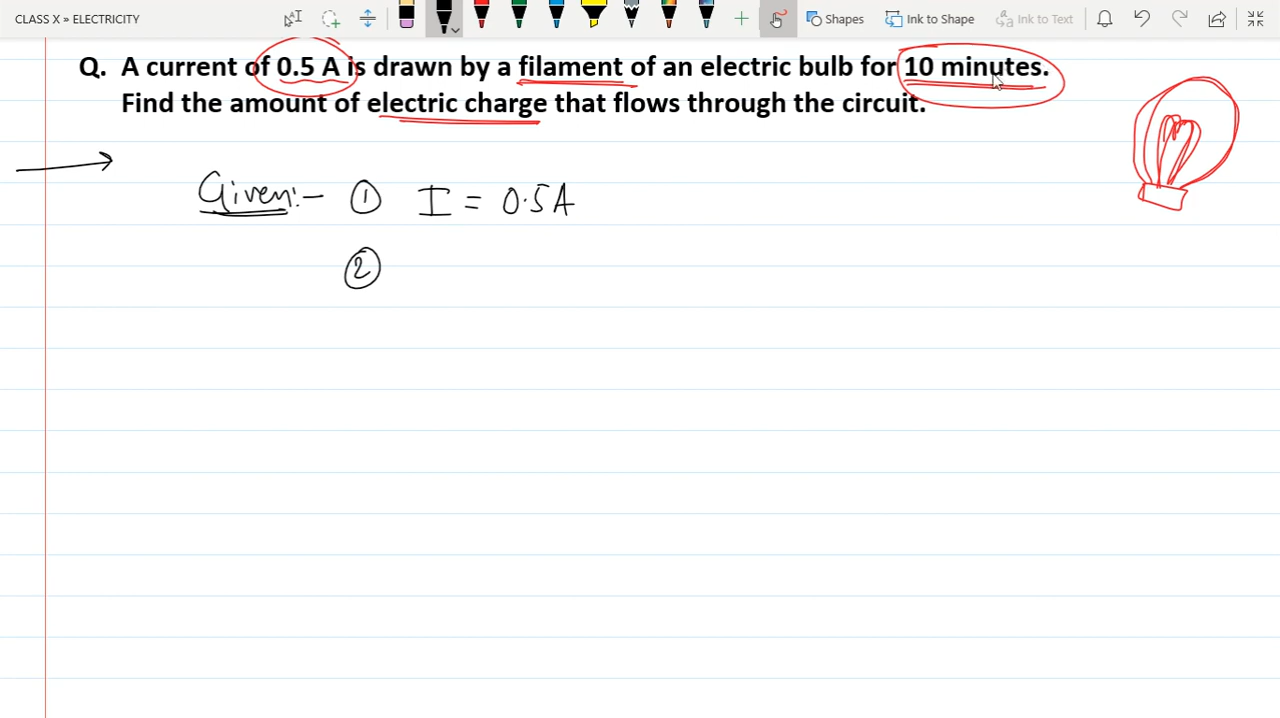 CLASS X » ELECTRICITY
Shapes
Ink to Shape
Ink to Text
Q. A current of 0.5 A is drawn by a filament of an electric bulb for 10 minutes.
Find the amount of electric charge that flows through the circuit.
Given:- ① I = 0.5A
②